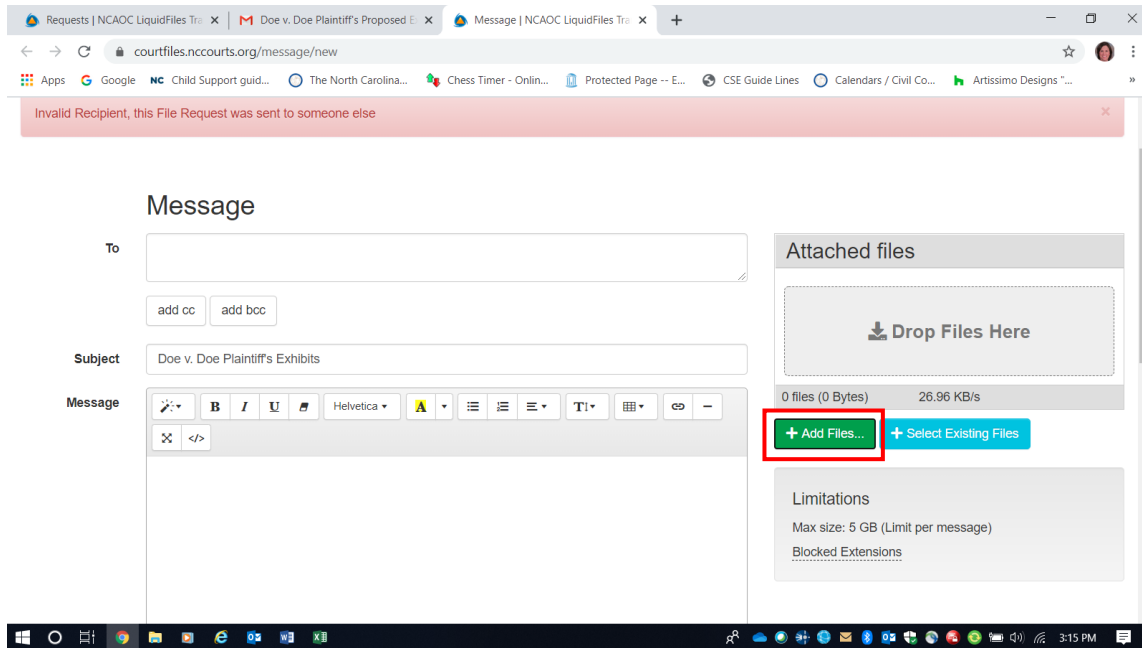 Requests | NCAOC LiquidFiles Tra
Doe v. Doe Plaintiff's Proposed E
Message | NCAOC LiquidFiles Tra
courtfiles.nccourts.org/message/new
Apps Google NC Child Support guid... The North Carolina... Chess Timer - Onlin... Protected Page -- E... CSE Guide Lines Calendars / Civil Co... Artissimo Designs "... »
Invalid Recipient, this File Request was sent to someone else ×
Message
To
add cc add bcc
Subject Doe v. Doe Plaintiff's Exhibits
Message B I U Helvetica A T
</>
Attached files
Drop Files Here
0 files (0 Bytes) 26.96 KB/s
+ Add Files... + Select Existing Files
Limitations
Max size: 5 GB (Limit per message)
Blocked Extensions
3:15 PM